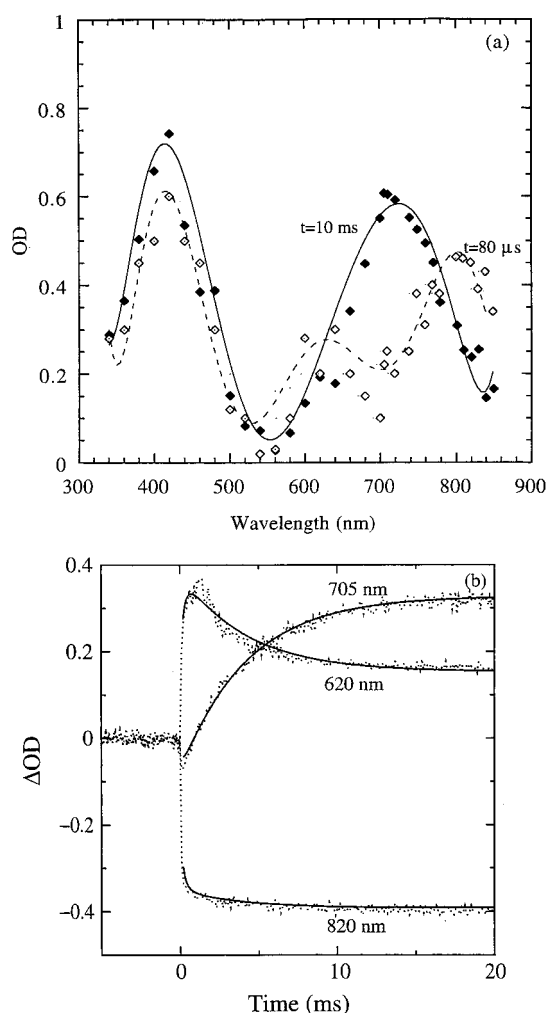 1
(a)
0.8
0.6
0.4
0.2
0
OD
t=10 ms
t=80 μs
300 400 500 600 700 800 900
Wavelength (nm)
0.4
0.2
0
−0.2
−0.4
ΔOD
(b)
705 nm
620 nm
820 nm
0 10 20
Time (ms)